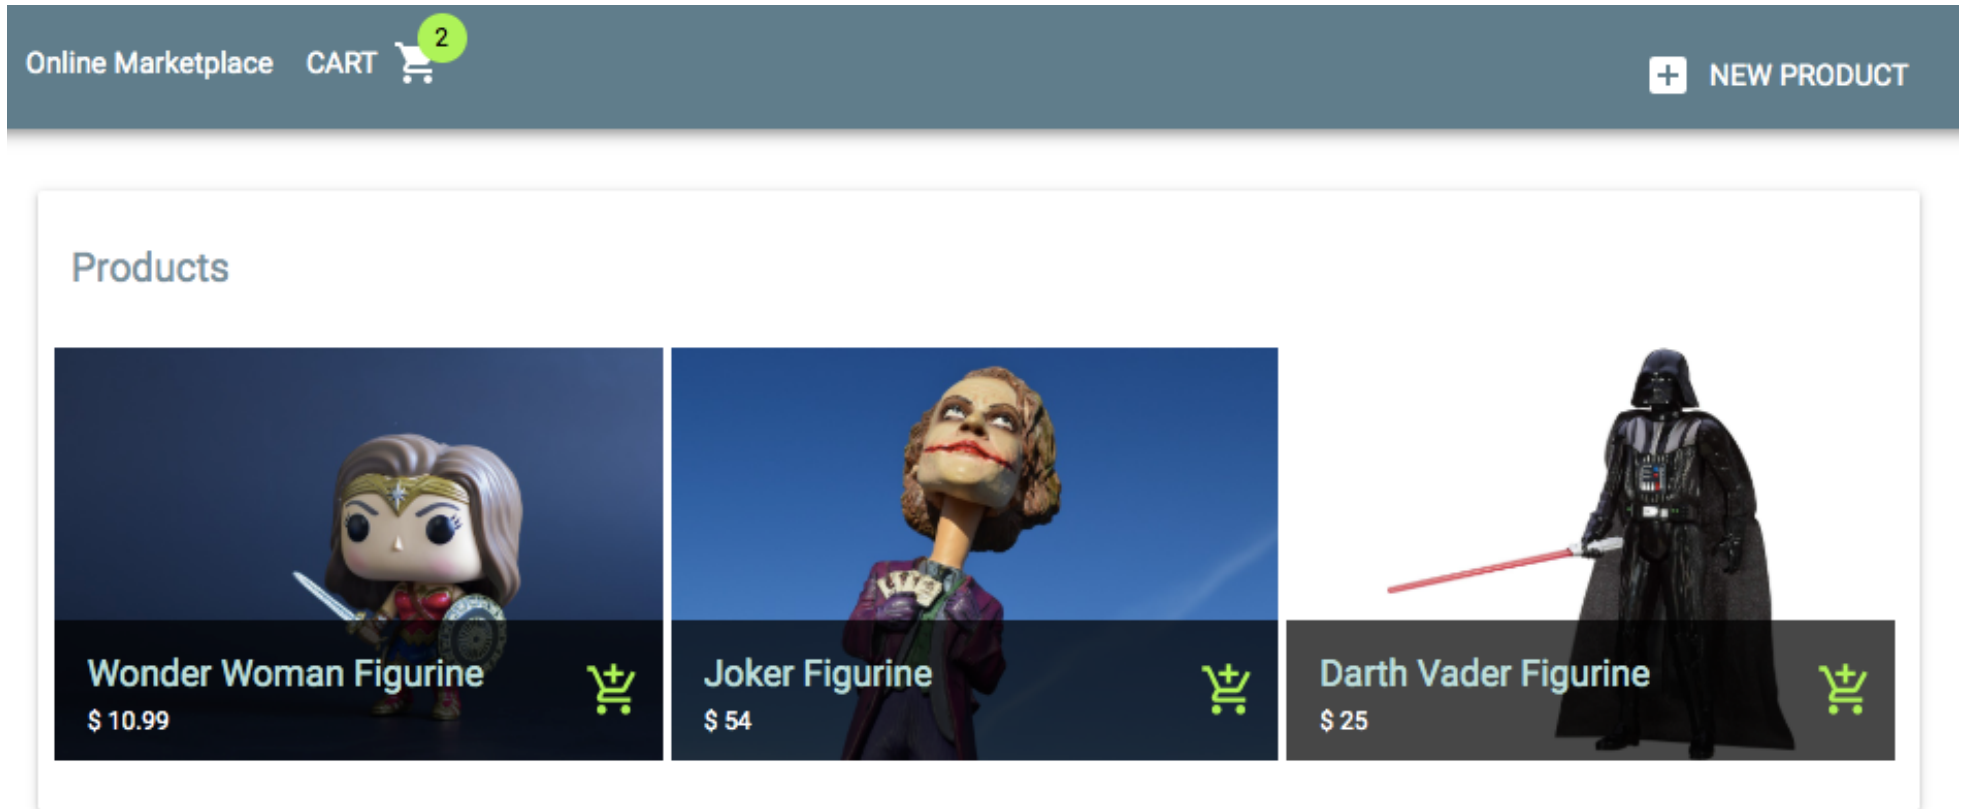 Online Marketplace CART 2
NEW PRODUCT
Products
Wonder Woman Figurine
$ 10.99
Joker Figurine
$ 54
Darth Vader Figurine
$ 25